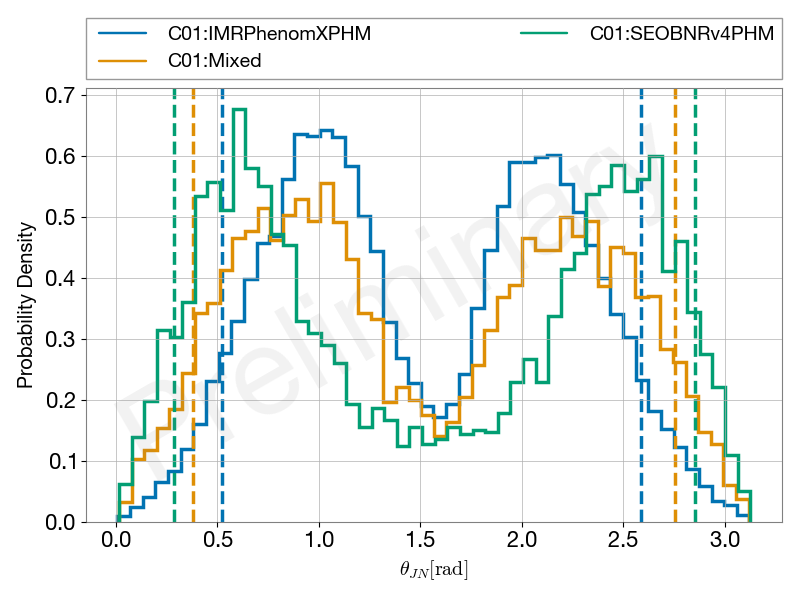 C01:IMRPhenomXPHM
C01:SEOBNRv4PHM
C01:Mixed
0.7
0.6
0.5
0.4
0.3
0.2
0.1
0.0
Probability Density
Preliminary
0.0 0.5 1.0 1.5 2.0 2.5 3.0
θ_{JN}[rad]